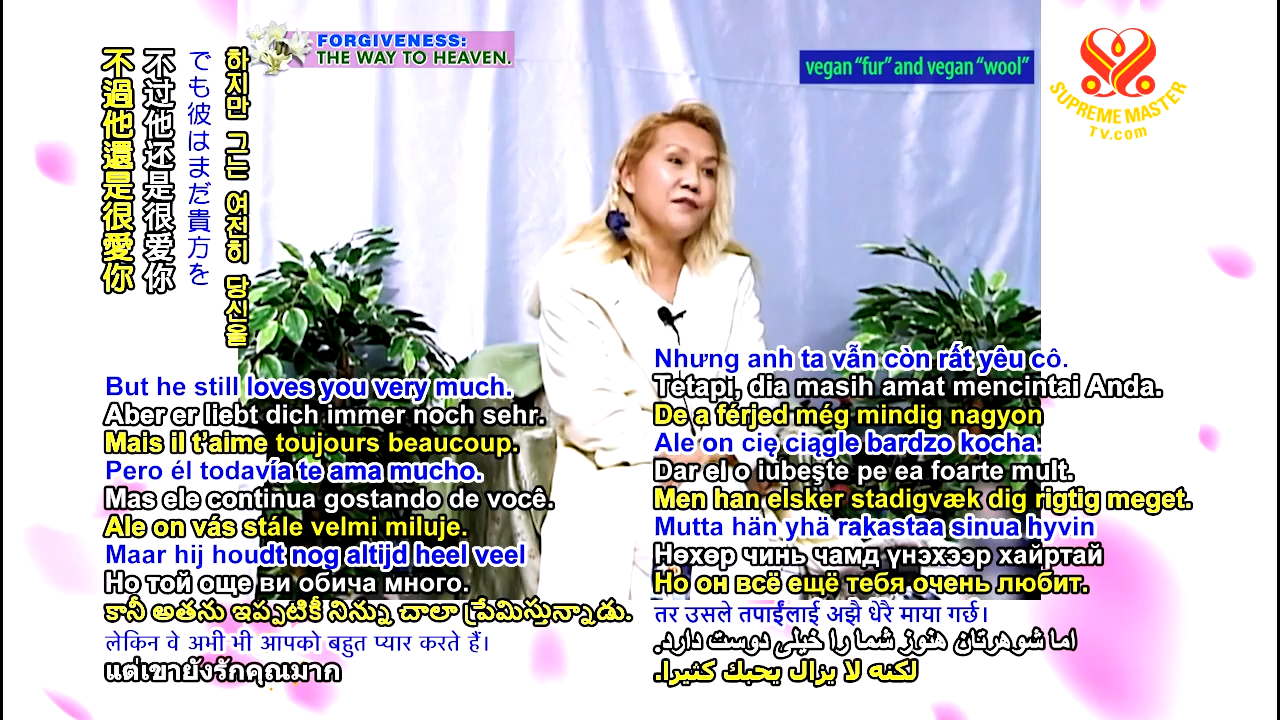 FORGIVENESS:
THE WAY TO HEAVEN.
vegan “fur” and vegan “wool”
SUPREME MASTER
TV.com
不過他還是很愛你
不过他还是很爱你
でも彼はまだ貴方を
하지만 그는 여전히 당신을
But he still loves you very much.
Aber er liebt dich immer noch sehr.
Mais il t’aime toujours beaucoup.
Pero él todavía te ama mucho.
Mas ele continua gostando de você.
Ale on vás stále velmi miluje.
Maar hij houdt nog altijd heel veel
Но той още ви обича много.
కానీ అతను ఇప్పటికీ నిన్ను చాలా ప్రేమిస్తున్నాడు.
लेकिन वे अभी भी आपको बहुत प्यार करते हैं।
แต่เขายังรักคุณมาก
Nhưng anh ta vẫn còn rất yêu cô.
Tetapi, dia masih amat mencintai Anda.
De a férjed még mindig nagyon
Ale on cię ciągle bardzo kocha.
Dar el o iubeşte pe ea foarte mult.
Men han elsker stadigvæk dig rigtig meget.
Mutta hän yhä rakastaa sinua hyvin
Нөхөр чинь чамд үнэхээр хайртай
Но он всё ещё тебя очень любит.
तर उसले तपाईंलाई अझै धेरै माया गर्छ।
اما شوهرتان هنوز شما را خیلی دوست دارد.
لكنه لا يزال يحبك كثيرا.